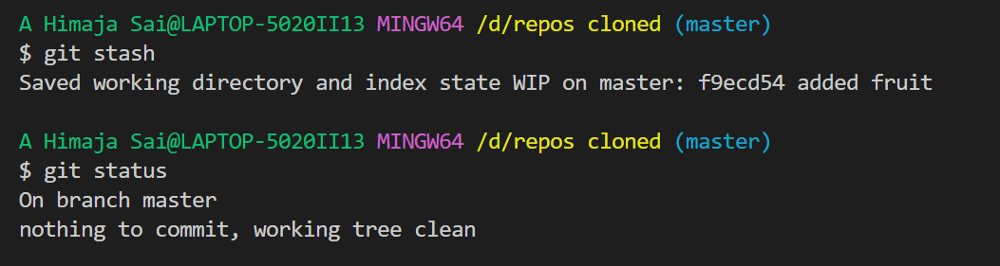 A Himaja Sai@LAPTOP-5020II13 MINGW64 /d/repos cloned (master)
$ git stash
Saved working directory and index state WIP on master: f9ecd54 added fruit
A Himaja Sai@LAPTOP-5020II13 MINGW64 /d/repos cloned (master)
$ git status
On branch master
nothing to commit, working tree clean